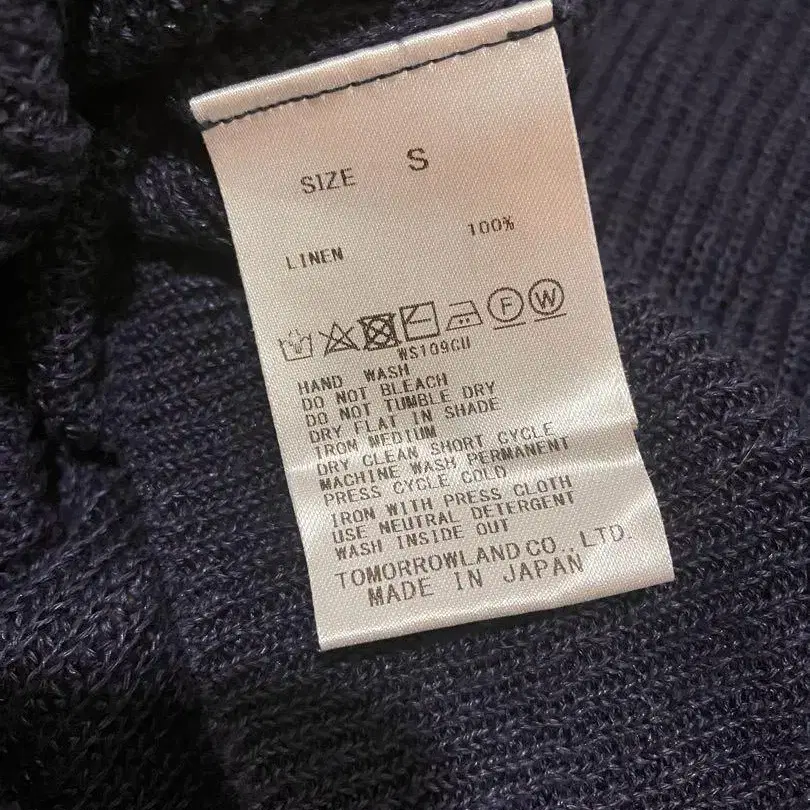 SIZE S
LINEN 100%
F W
WS109CU
HAND WASH
DO NOT BLEACH
DO NOT TUMBLE DRY
DRY FLAT IN SHADE
IRON MEDIUM
DRY CLEAN SHORT CYCLE
MACHINE WASH PERMANENT
PRESS CYCLE COLD
IRON WITH PRESS CLOTH
USE NEUTRAL DETERGENT
WASH INSIDE OUT
TOMORROWLAND CO., LTD.
MADE IN JAPAN